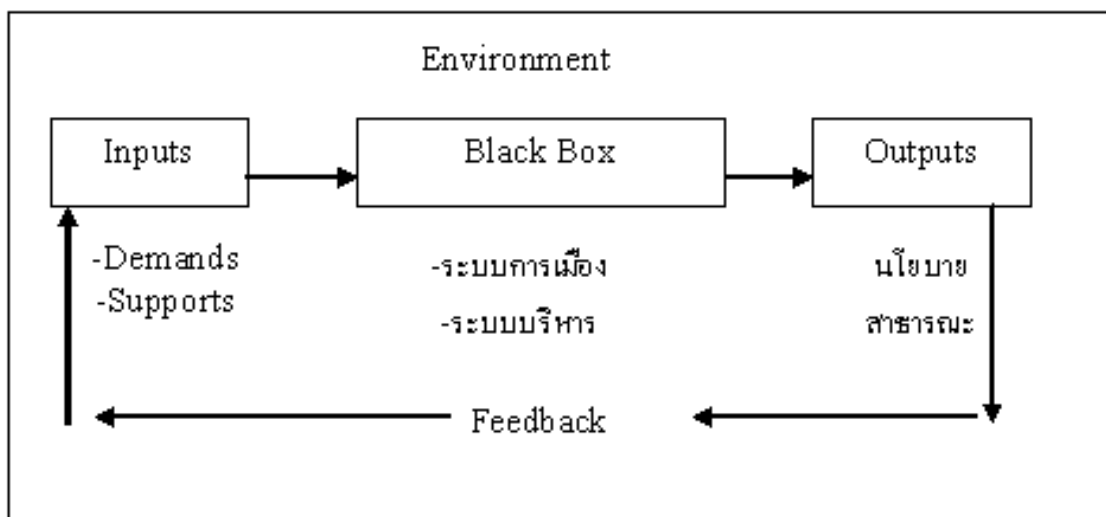 Environment
Inputs
Black Box
Outputs
-Demands
-Supports
-ระบบการเมือง
-ระบบบริหาร
นโยบาย
สาธารณะ
Feedback